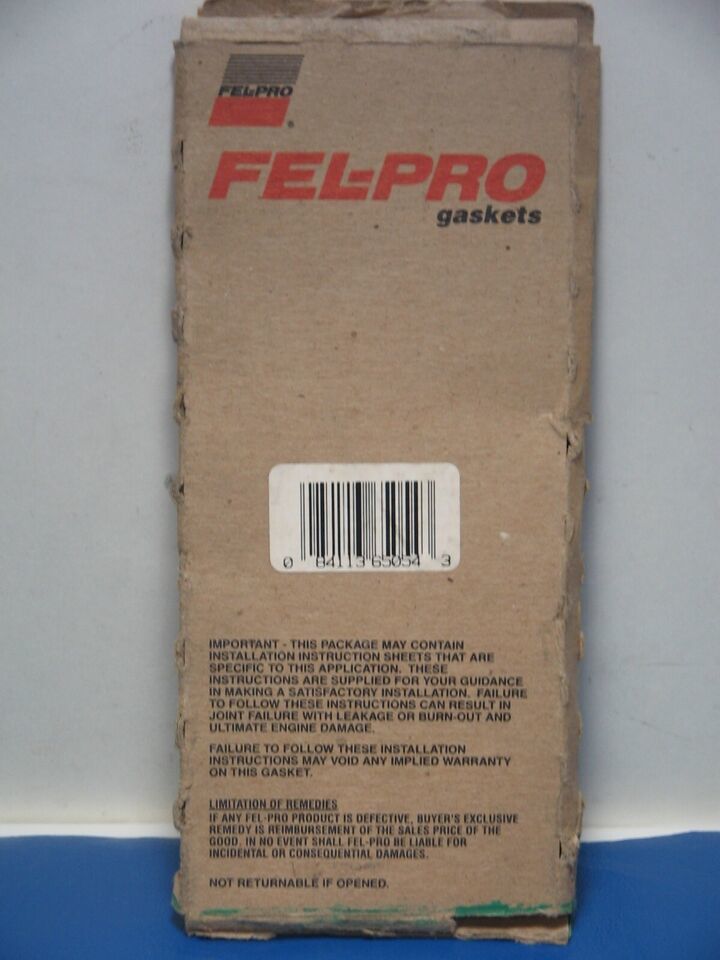 FEL-PRO
®
FEL-PRO
gaskets
0 84113 65054 3
IMPORTANT - THIS PACKAGE MAY CONTAIN
INSTALLATION INSTRUCTION SHEETS THAT ARE
SPECIFIC TO THIS APPLICATION. THESE
INSTRUCTIONS ARE SUPPLIED FOR YOUR GUIDANCE
IN MAKING A SATISFACTORY INSTALLATION. FAILURE
TO FOLLOW THESE INSTRUCTIONS CAN RESULT IN
JOINT FAILURE WITH LEAKAGE OR BURN-OUT AND
ULTIMATE ENGINE DAMAGE.
FAILURE TO FOLLOW THESE INSTALLATION
INSTRUCTIONS MAY VOID ANY IMPLIED WARRANTY
ON THIS GASKET.
LIMITATION OF REMEDIES
IF ANY FEL-PRO PRODUCT IS DEFECTIVE, BUYER'S EXCLUSIVE
REMEDY IS REIMBURSEMENT OF THE SALES PRICE OF THE
GOOD. IN NO EVENT SHALL FEL-PRO BE LIABLE FOR
INCIDENTAL OR CONSEQUENTIAL DAMAGES.
NOT RETURNABLE IF OPENED.